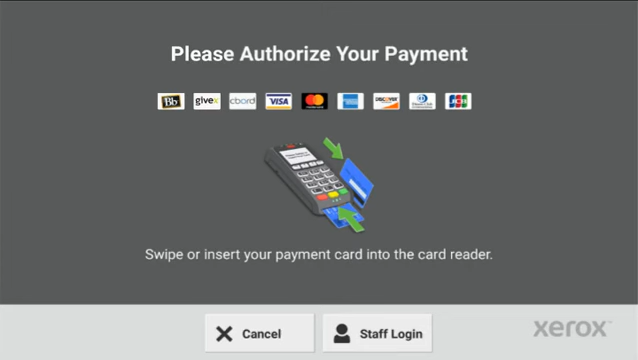 Please Authorize Your Payment
Bb givex cbord VISA DISCOVER JCB
Swipe or insert your payment card into the card reader.
Cancel
Staff Login
xerox™